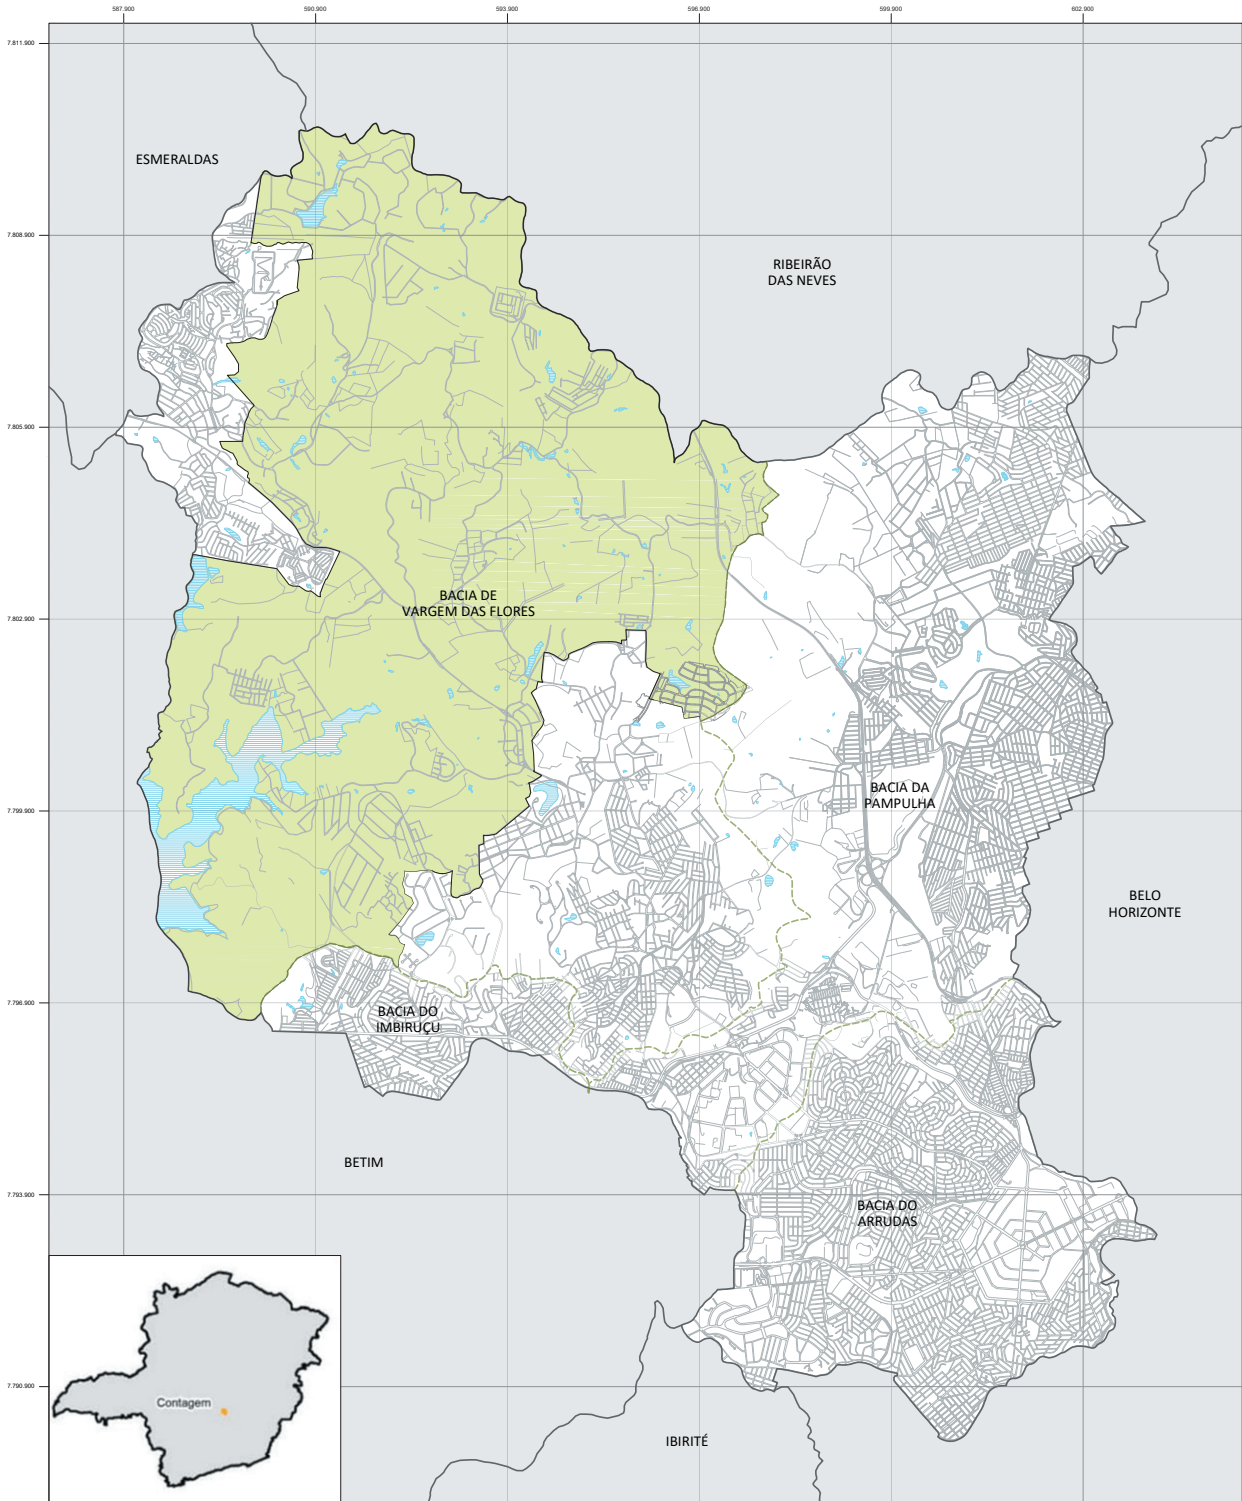 587.900
590.900
593.900
596.900
599.900
602.900
7.811.900
ESMERALDAS
7.808.900
RIBEIRÃO
DAS NEVES
7.805.900
BACIA DE
VARGEM DAS FLORES
7.802.900
BACIA DA
PAMPULHA
7.799.900
BELO
HORIZONTE
7.796.900
BACIA DO
IMBIRUÇU
BETIM
7.793.900
BACIA DO
ARRUDAS
7.790.900
Contagem
IBIRITÉ